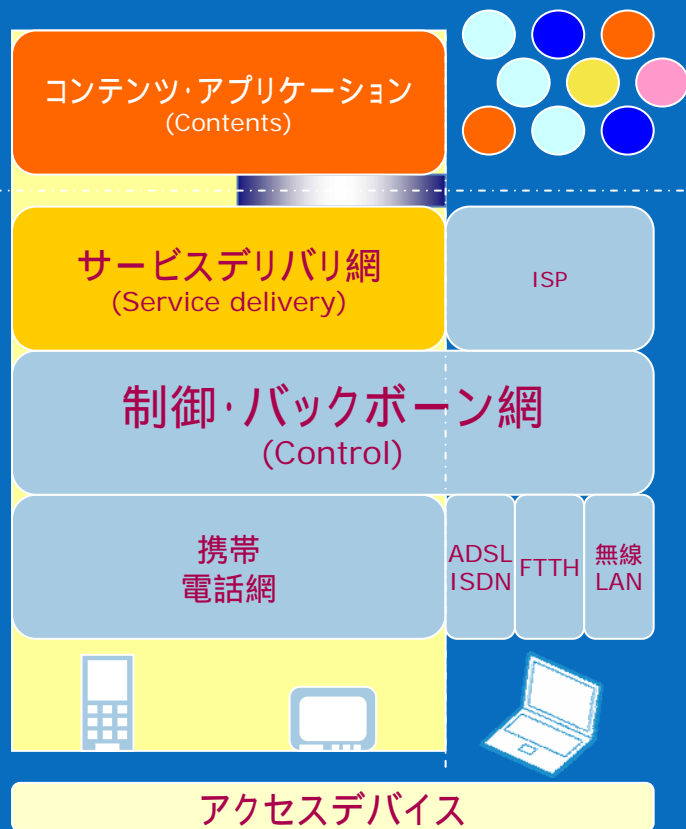 コンテンツ・アプリケーション
(Contents)
サービスデリバリ網
(Service delivery)
ISP
制御・バックボーン網
(Control)
携帯
電話網
ADSL
ISDN
FTTH
無線
LAN
アクセスデバイス